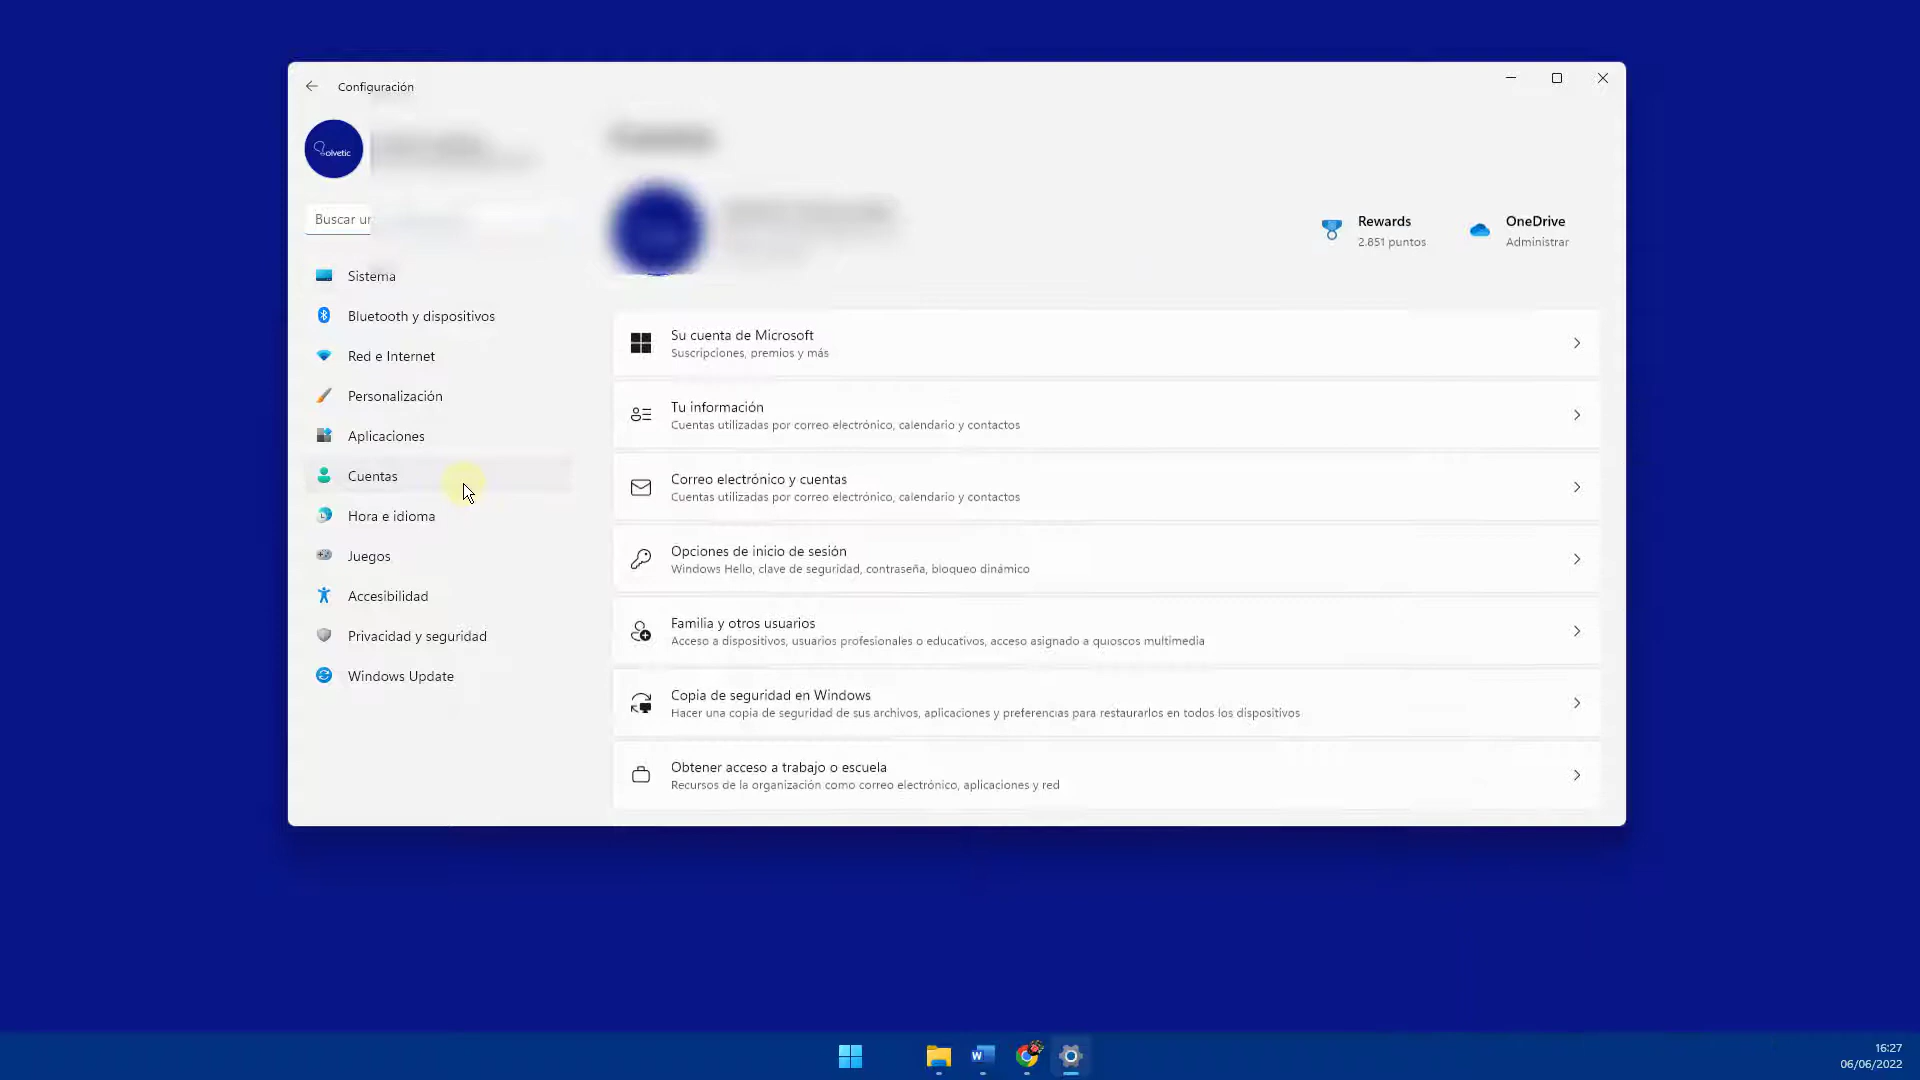 Configuración
olvetic
Buscar un
Sistema
Bluetooth y dispositivos
Red e Internet
Personalización
Aplicaciones
Cuentas
Hora e idioma
Juegos
Accesibilidad
Privacidad y seguridad
Windows Update
Rewards
2.851 puntos
OneDrive
Administrar
Su cuenta de Microsoft
Suscripciones, premios y más
Tu información
Cuentas utilizadas por correo electrónico, calendario y contactos
Correo electrónico y cuentas
Cuentas utilizadas por correo electrónico, calendario y contactos
Opciones de inicio de sesión
Windows Hello, clave de seguridad, contraseña, bloqueo dinámico
Familia y otros usuarios
Acceso a dispositivos, usuarios profesionales o educativos, acceso asignado a quioscos multimedia
Copia de seguridad en Windows
Hacer una copia de seguridad de sus archivos, aplicaciones y preferencias para restaurarlos en todos los dispositivos
Obtener acceso a trabajo o escuela
Recursos de la organización como correo electrónico, aplicaciones y red
W
16:27
06/06/2022